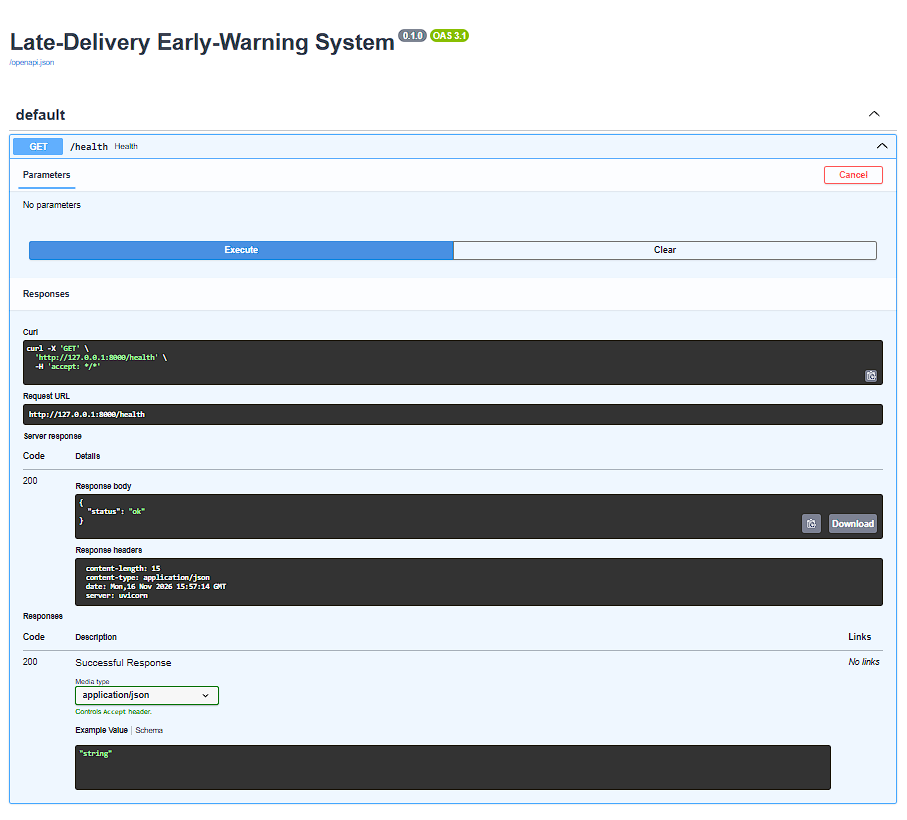 Late-Delivery Early-Warning System 0.1.0 OAS 3.1
/openapi.json
default
GET /health Health
Parameters Cancel
No parameters
Execute Clear
Responses
Curl
curl -X 'GET' \
'http://127.0.0.1:8000/health' \
-H 'accept: */*'
Request URL
http://127.0.0.1:8000/health
Server response
Code Details
200
Response body
{
"status": "ok"
}
Download
Response headers
content-length: 15
content-type: application/json
date: Mon,16 Nov 2026 15:57:14 GMT
server: uvicorn
Responses
Code Description Links
200 Successful Response No links
Media type
application/json
Controls Accept header.
Example Value | Schema
"string"